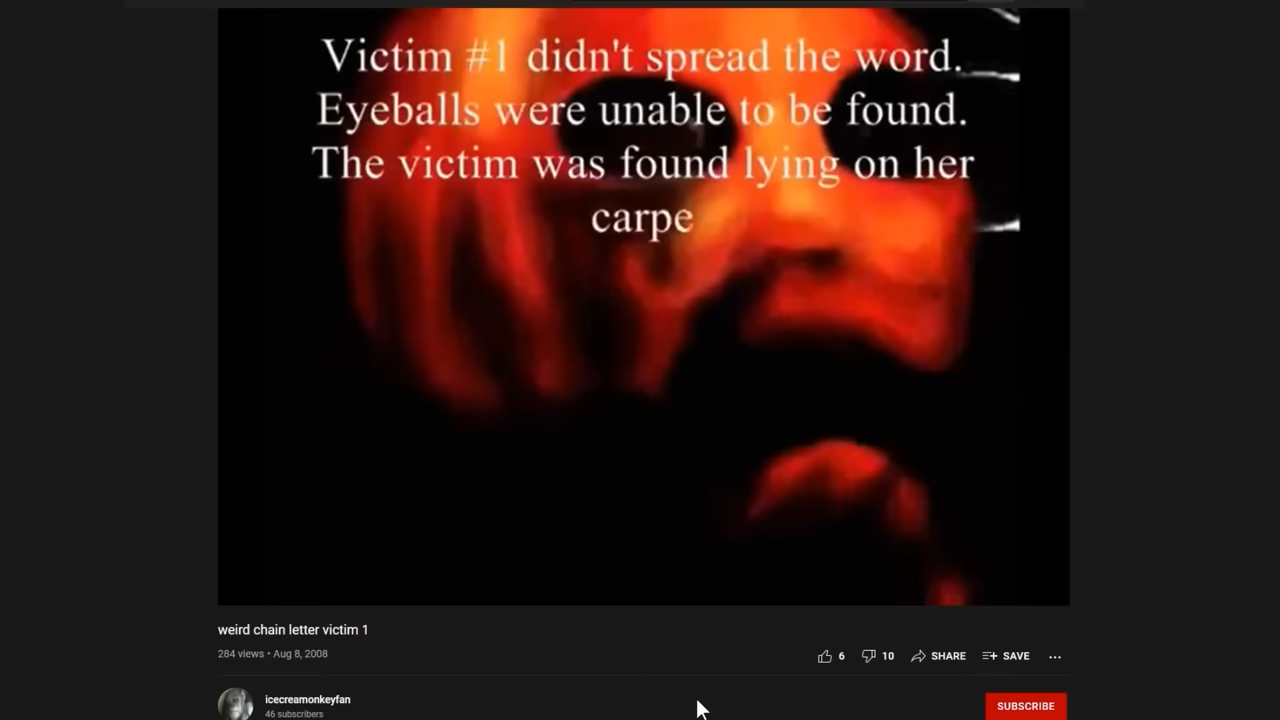 Victim #1 didn't spread the word.
Eyeballs were unable to be found.
The victim was found lying on her
carpe
weird chain letter victim 1
284 views • Aug 8, 2008
6 10 SHARE SAVE ...
icecreamonkeyfan
46 subscribers
SUBSCRIBE